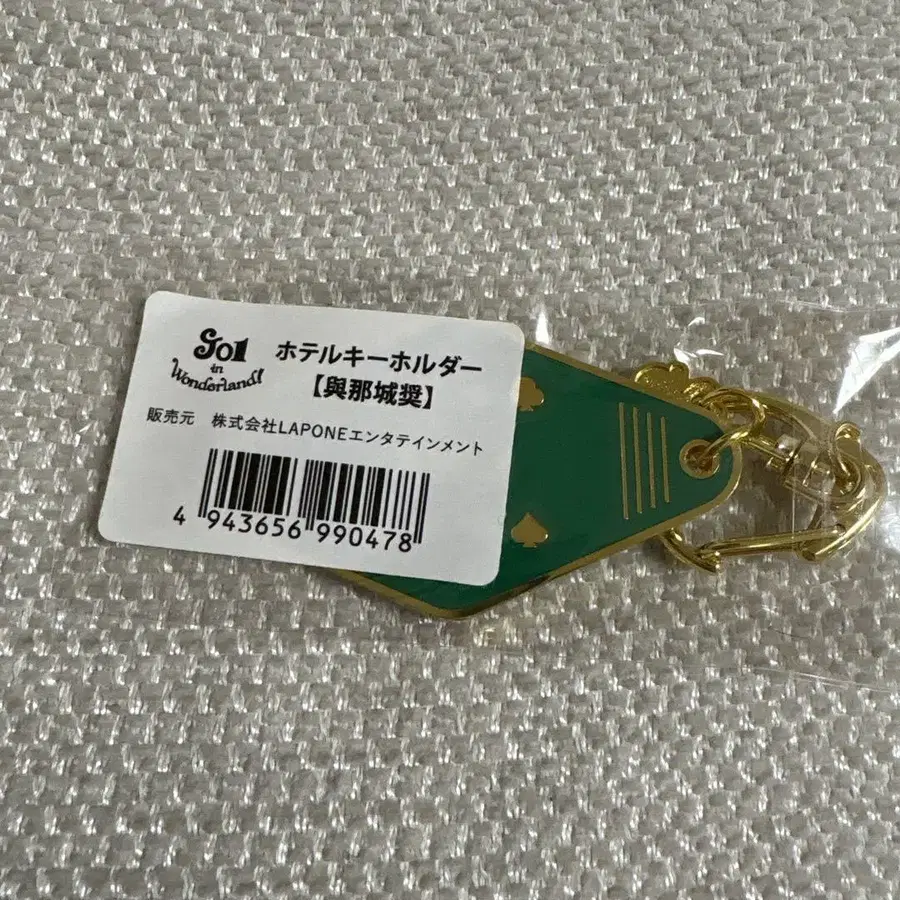 JO1
in
Wonderland!
ホテルキーホルダー
【與那城奨】
販売元 株式会社LAPONEエンタテインメント
4 943656 990478